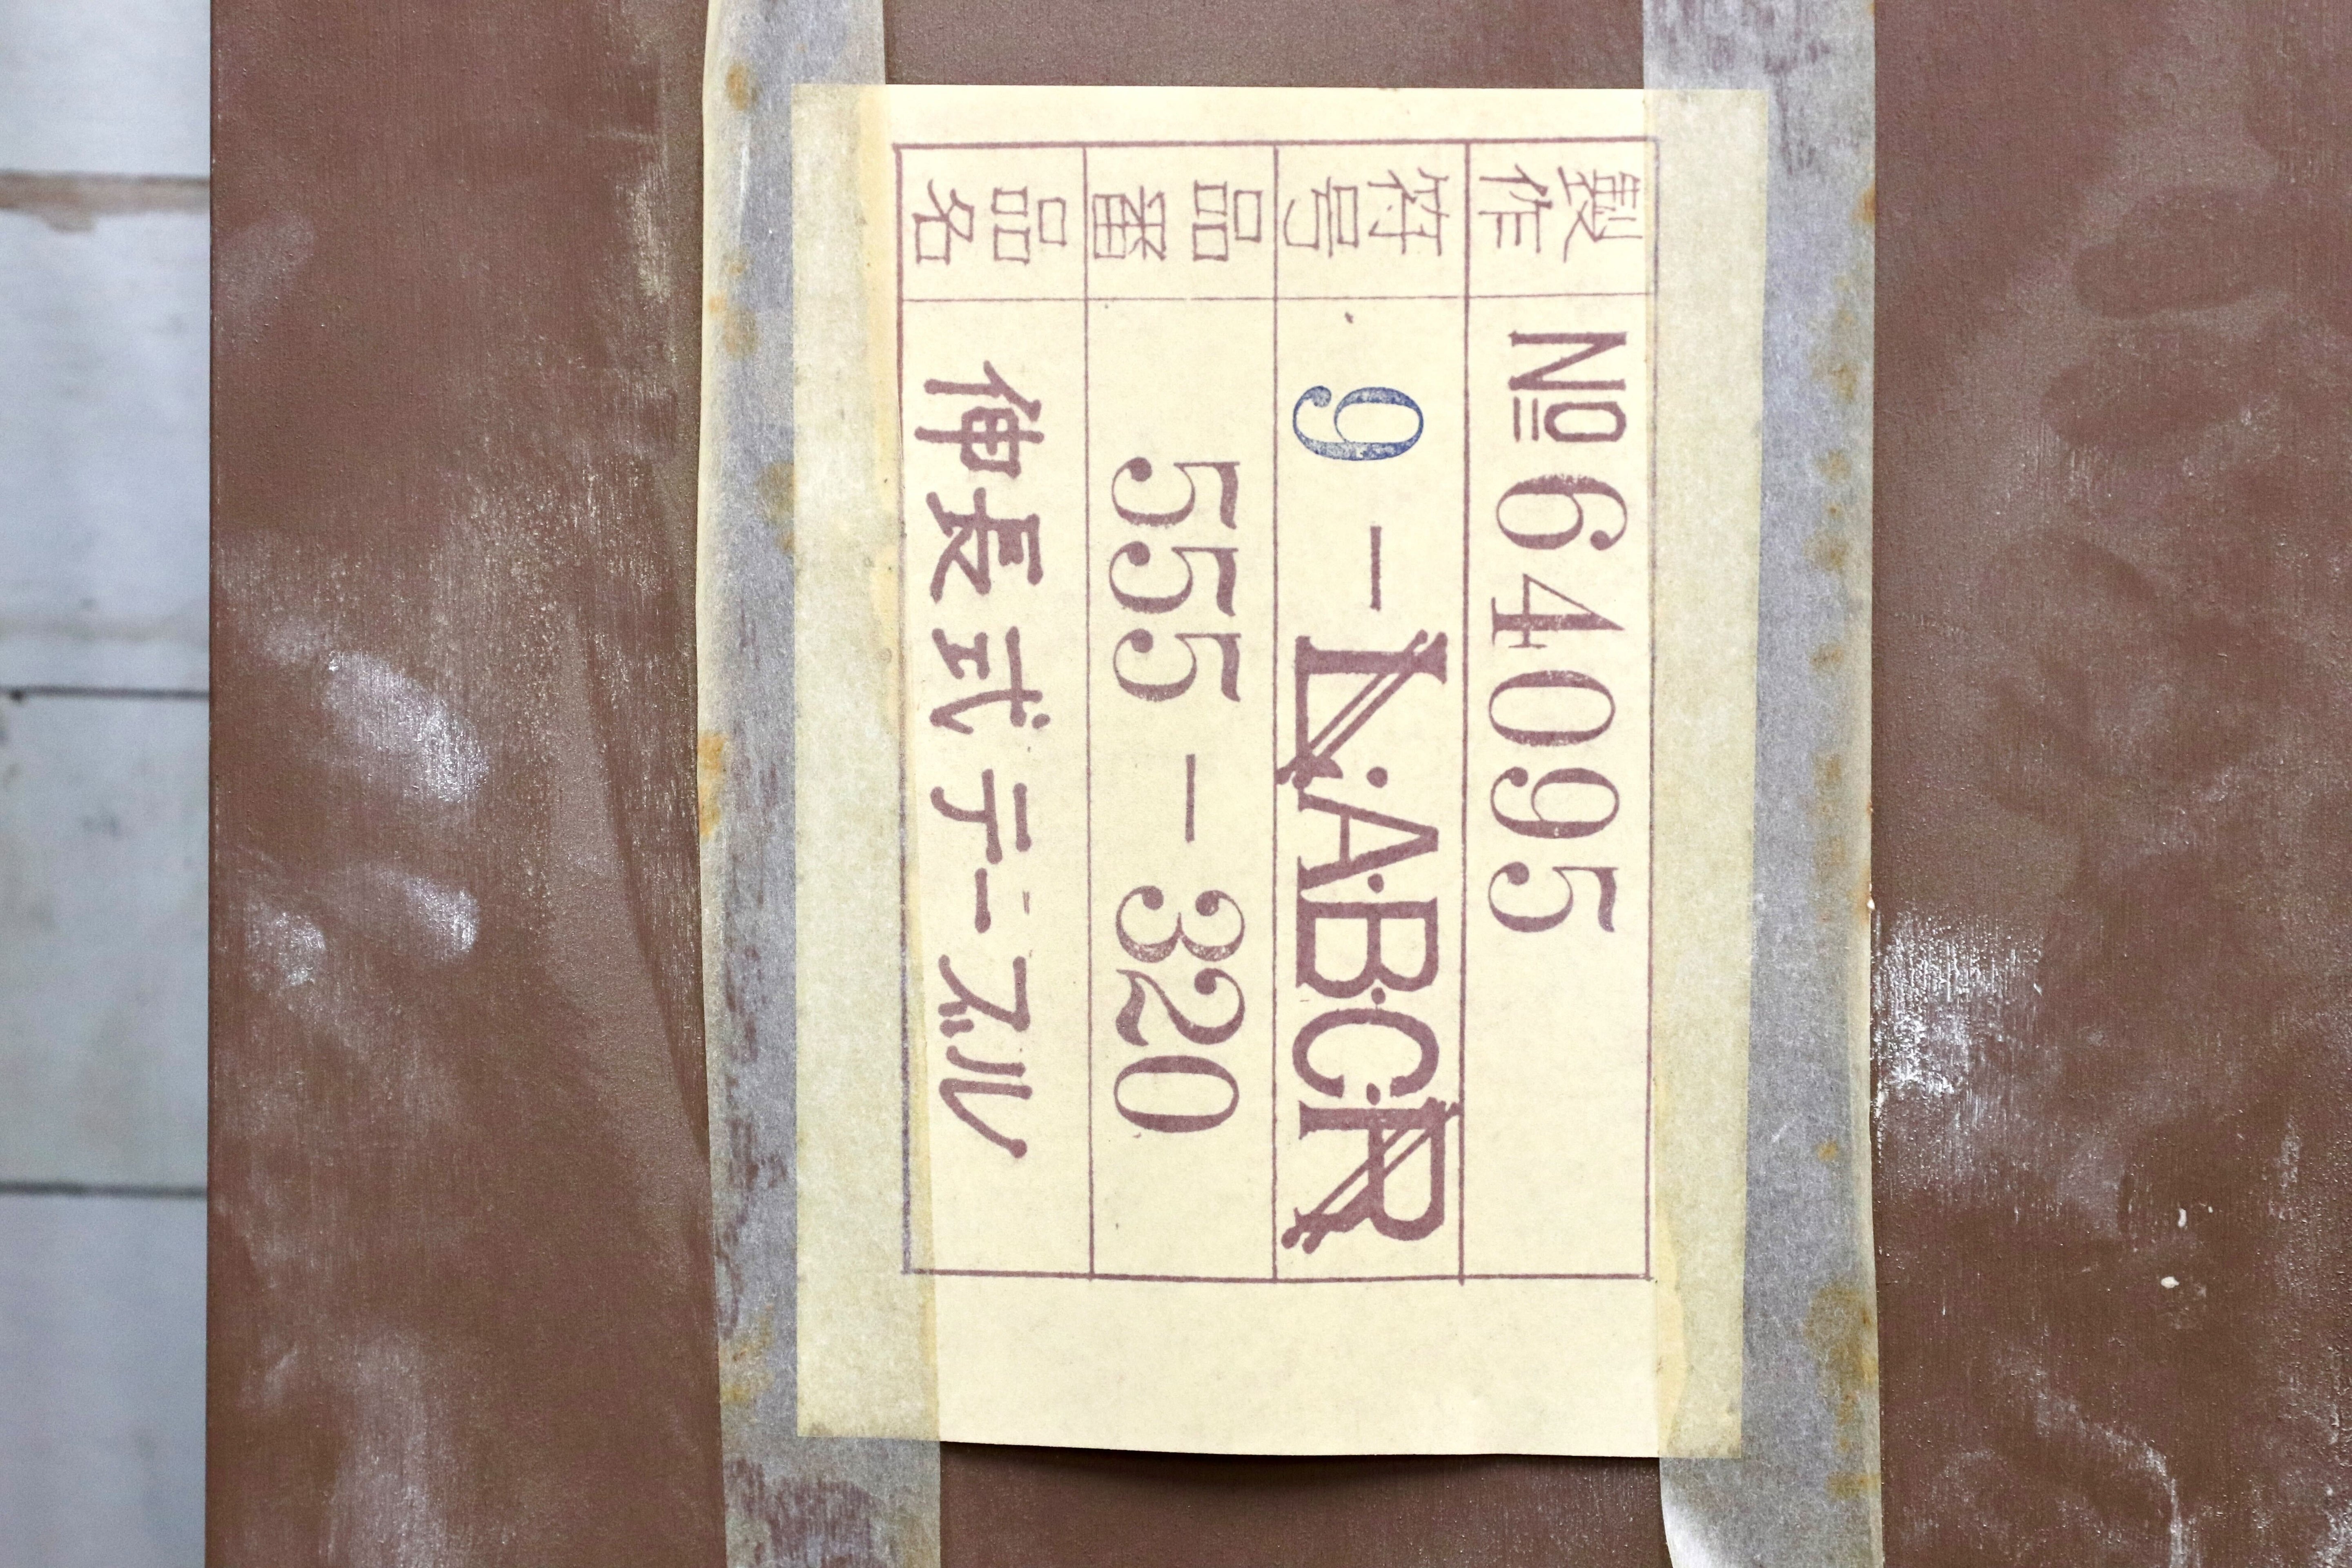 製作 №64095
符号 9-L·A·B·C·R
品番 555-320
品名 伸長式テーブル